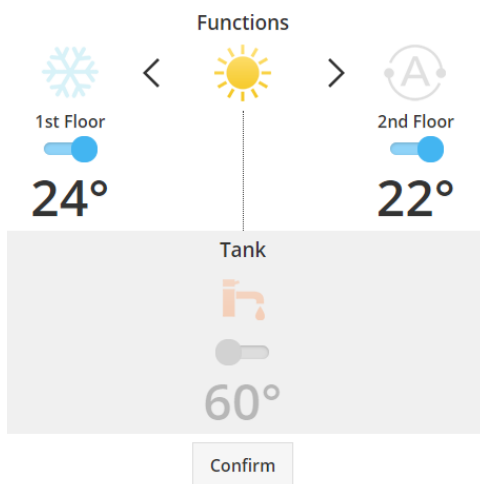 Functions
A
1st Floor
2nd Floor
24°
22°
Tank
60°
Confirm